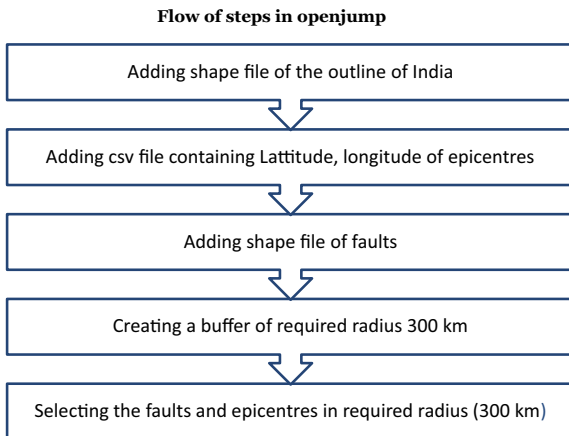 Flow of steps in openjump
Adding shape file of the outline of India
Adding csv file containing Lattitude, longitude of epicentres
Adding shape file of faults
Creating a buffer of required radius 300 km
Selecting the faults and epicentres in required radius (300 km)